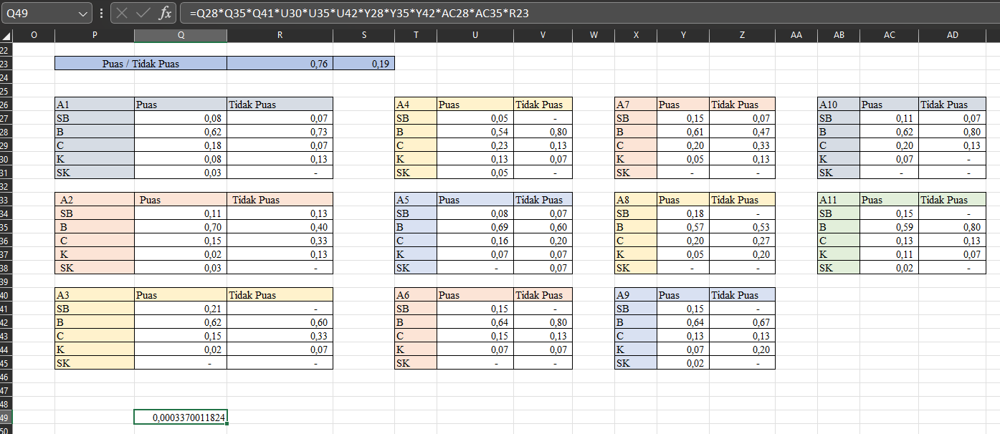 Q49 fx =Q28*Q35*Q41*U30*U35*U42*Y28*Y35*Y42*AC28*AC35*R23
O P Q R S T U V W X Y Z AA AB AC AD
22
23 Puas / Tidak Puas 0,76 0,19
24
25
26 A1 Puas Tidak Puas A4 Puas Tidak Puas A7 Puas Tidak Puas A10 Puas Tidak Puas
27 SB 0,08 0,07 SB 0,05 - SB 0,15 0,07 SB 0,11 0,07
28 B 0,62 0,73 B 0,54 0,80 B 0,61 0,47 B 0,62 0,80
29 C 0,18 0,07 C 0,23 0,13 C 0,20 0,33 C 0,20 0,13
30 K 0,08 0,13 K 0,13 0,07 K 0,05 0,13 K 0,07 -
31 SK 0,03 - SK 0,05 - SK - - SK - -
32
33 A2 Puas Tidak Puas A5 Puas Tidak Puas A8 Puas Tidak Puas A11 Puas Tidak Puas
34 SB 0,11 0,13 SB 0,08 0,07 SB 0,18 - SB 0,15 -
35 B 0,70 0,40 B 0,69 0,60 B 0,57 0,53 B 0,59 0,80
36 C 0,15 0,33 C 0,16 0,20 C 0,20 0,27 C 0,13 0,13
37 K 0,02 0,13 K 0,07 0,07 K 0,05 0,20 K 0,11 0,07
38 SK 0,03 - SK - 0,07 SK - - SK 0,02 -
39
40 A3 Puas Tidak Puas A6 Puas Tidak Puas A9 Puas Tidak Puas
41 SB 0,21 - SB 0,15 - SB 0,15 -
42 B 0,62 0,60 B 0,64 0,80 B 0,64 0,67
43 C 0,15 0,33 C 0,15 0,13 C 0,13 0,13
44 K 0,02 0,07 K 0,07 0,07 K 0,07 0,20
45 SK - - SK - - SK 0,02 -
46
47
48
49 0,0003370011824
50